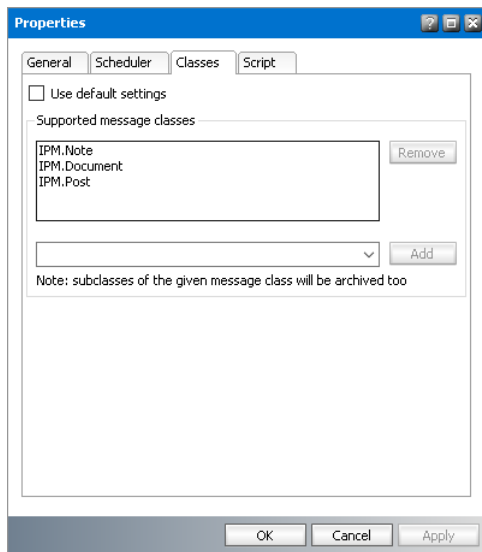 Properties
General Scheduler Classes Script
Use default settings
Supported message classes
IPM.Note
IPM.Document
IPM.Post
Remove
Add
Note: subclasses of the given message class will be archived too
OK Cancel Apply